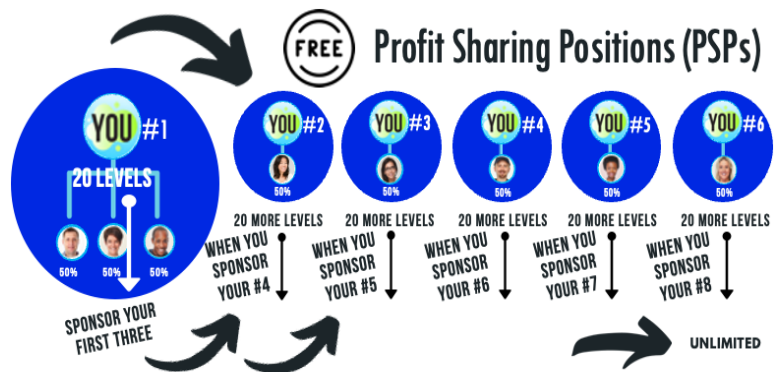 FREE
Profit Sharing Positions (PSPs)
YOU #1
20 LEVELS
50%
50%
50%
SPONSOR YOUR
FIRST THREE
YOU #2
50%
20 MORE LEVELS
WHEN YOU
SPONSOR
YOUR #4
YOU #3
50%
20 MORE LEVELS
WHEN YOU
SPONSOR
YOUR #5
YOU #4
50%
20 MORE LEVELS
WHEN YOU
SPONSOR
YOUR #6
YOU #5
50%
20 MORE LEVELS
WHEN YOU
SPONSOR
YOUR #7
YOU #6
50%
20 MORE LEVELS
WHEN YOU
SPONSOR
YOUR #8
UNLIMITED